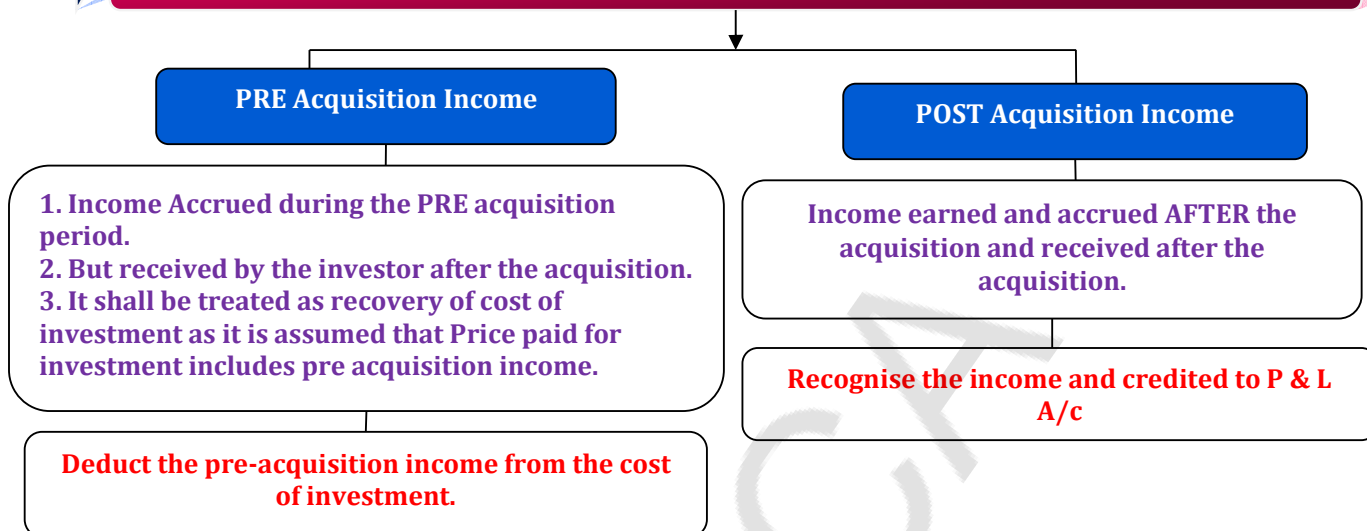 PRE Acquisition Income
1. Income Accrued during the PRE acquisition
period.
2. But received by the investor after the acquisition.
3. It shall be treated as recovery of cost of
investment as it is assumed that Price paid for
investment includes pre acquisition income.
Deduct the pre-acquisition income from the cost
of investment.
POST Acquisition Income
Income earned and accrued AFTER the
acquisition and received after the
acquisition.
Recognise the income and credited to P & L
A/c
CA